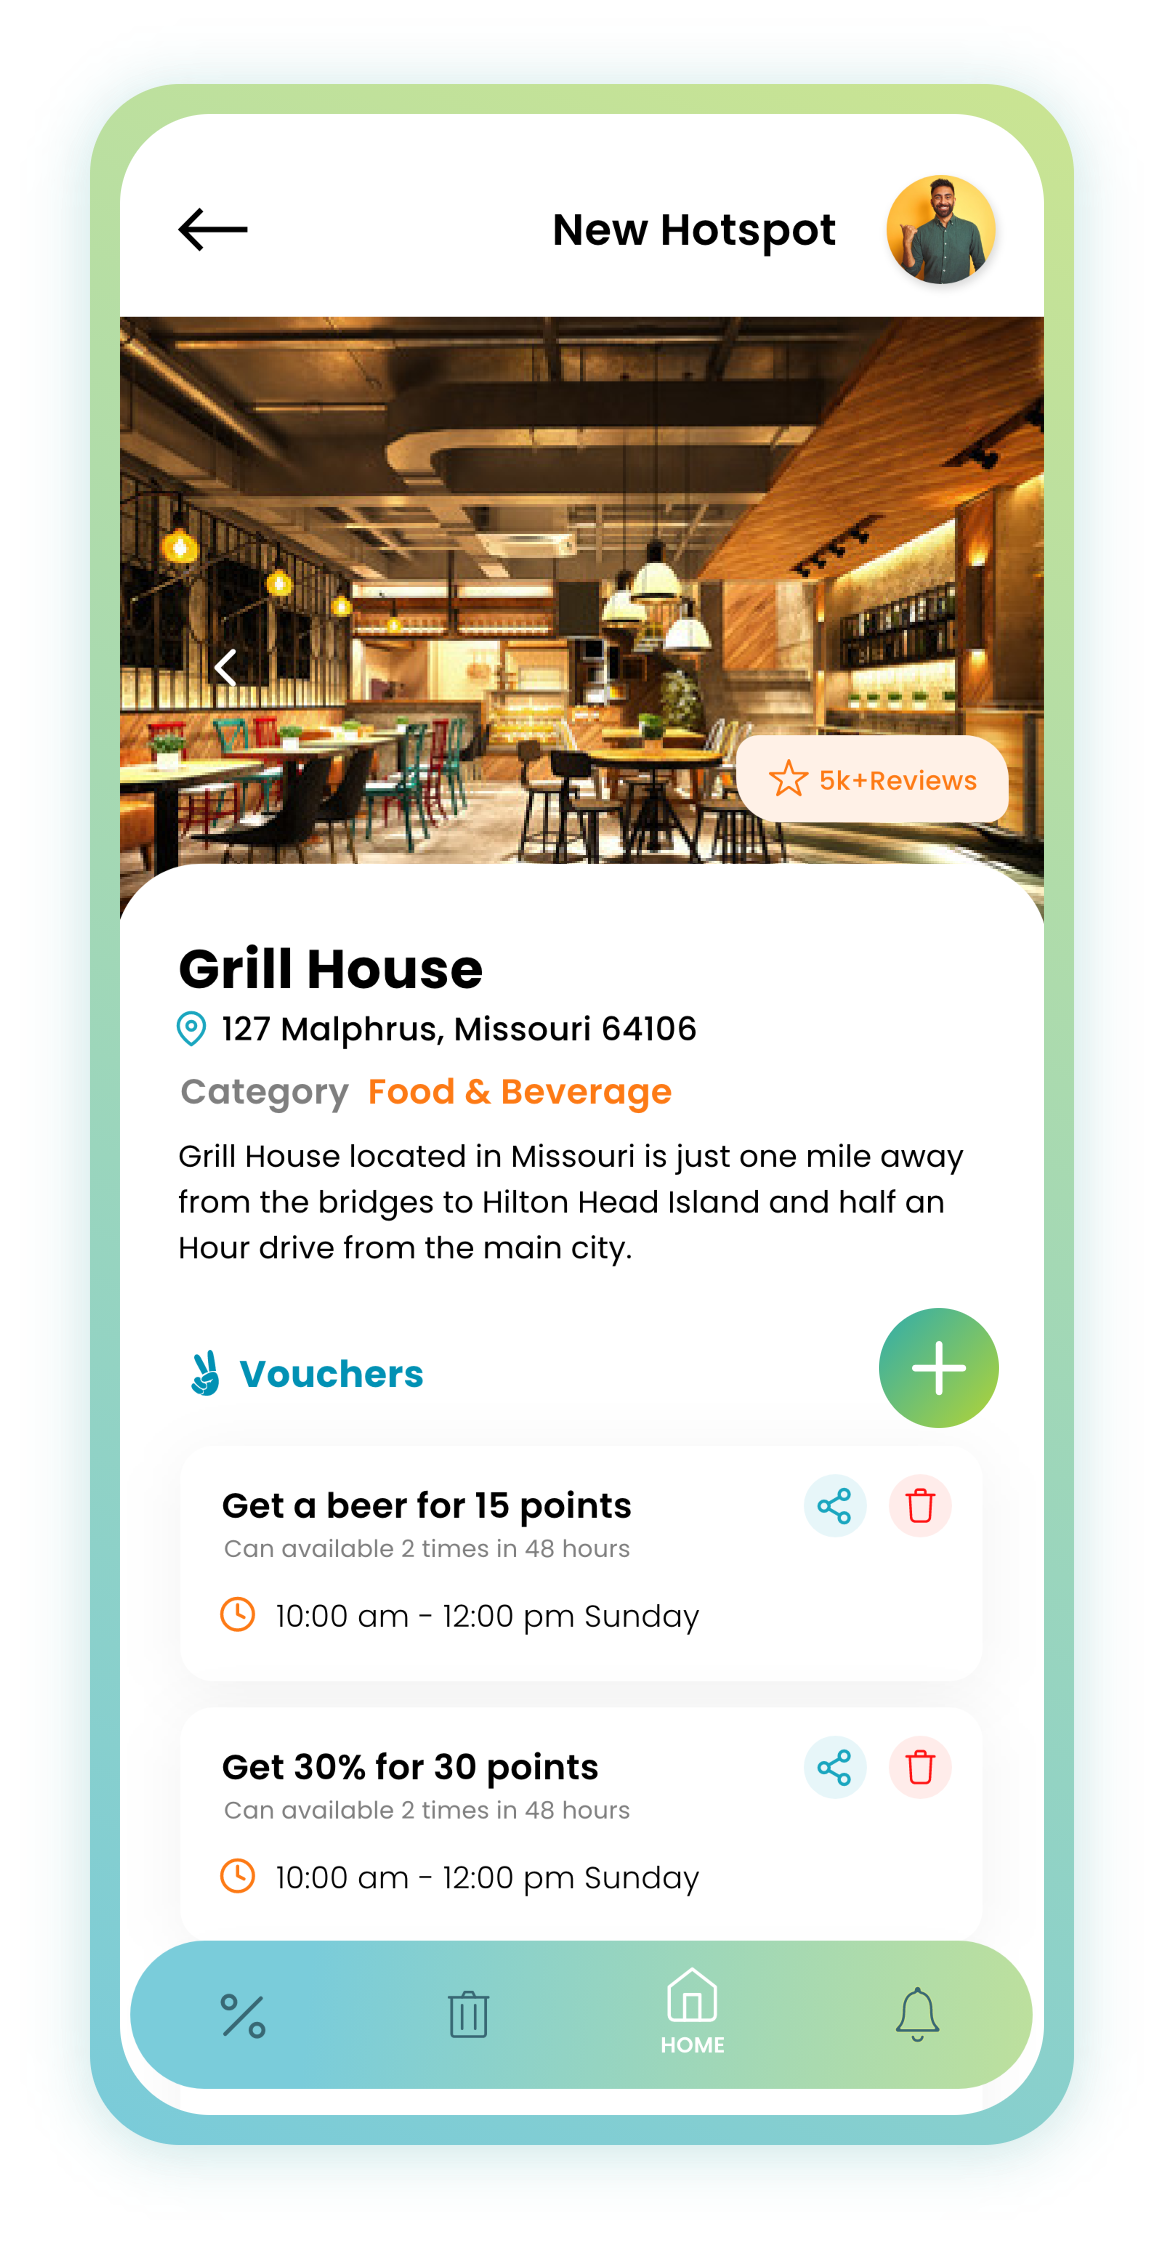 New Hotspot
5k+Reviews
Grill House
127 Malphrus, Missouri 64106
Category Food & Beverage
Grill House located in Missouri is just one mile away
from the bridges to Hilton Head Island and half an
Hour drive from the main city.
Vouchers
Get a beer for 15 points
Can available 2 times in 48 hours
10:00 am - 12:00 pm Sunday
Get 30% for 30 points
Can available 2 times in 48 hours
10:00 am - 12:00 pm Sunday
HOME